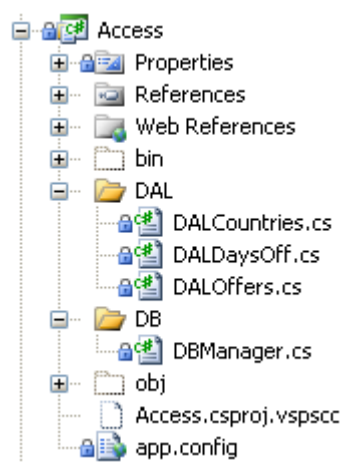 Access
Properties
References
Web References
bin
DAL
DALCountries.cs
DALDaysOff.cs
DALOffers.cs
DB
DBManager.cs
obj
Access.csproj.vspscc
app.config